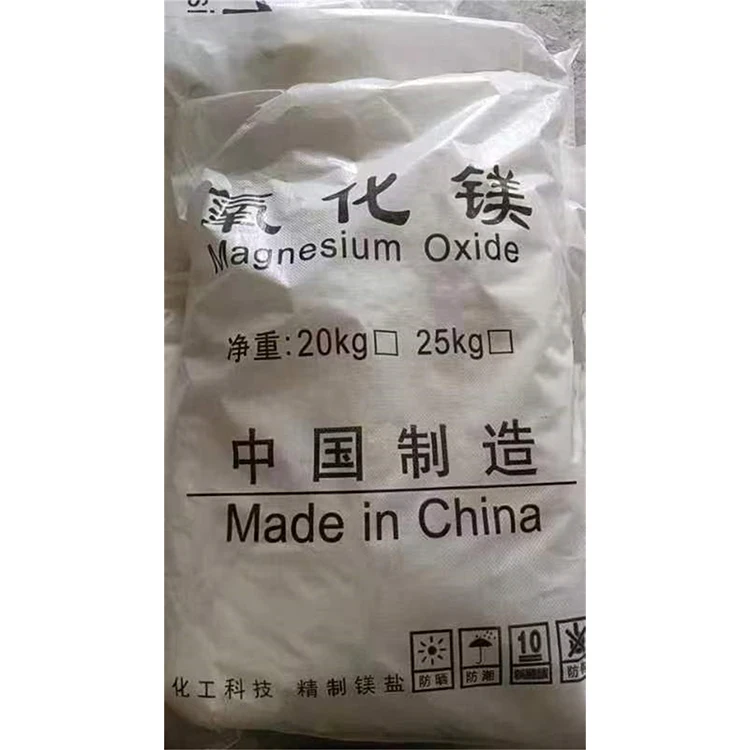 氧化镁
Magnesium Oxide
净重:20kg□ 25kg□
中国制造
Made in China
10
防晒 防潮
化工科技 精制镁盐